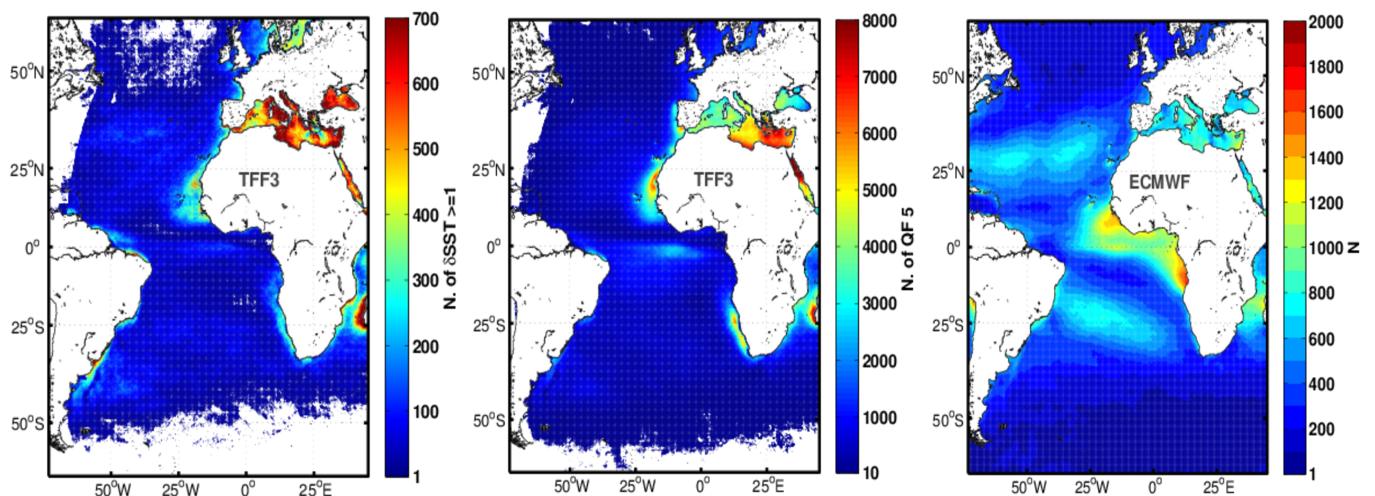 50°N
25°N
0°
25°S
50°S
50°W
25°W
0°
25°E
TFF3
700
600
500
400
300
200
100
1
N. of δSST >=1
50°N
25°N
0°
25°S
50°S
50°W
25°W
0°
25°E
TFF3
8000
7000
6000
5000
4000
3000
2000
1000
10
N. of QF 5
50°N
25°N
0°
25°S
50°S
50°W
25°W
0°
25°E
ECMWF
2000
1800
1600
1400
1200
1000
800
600
400
200
1
N